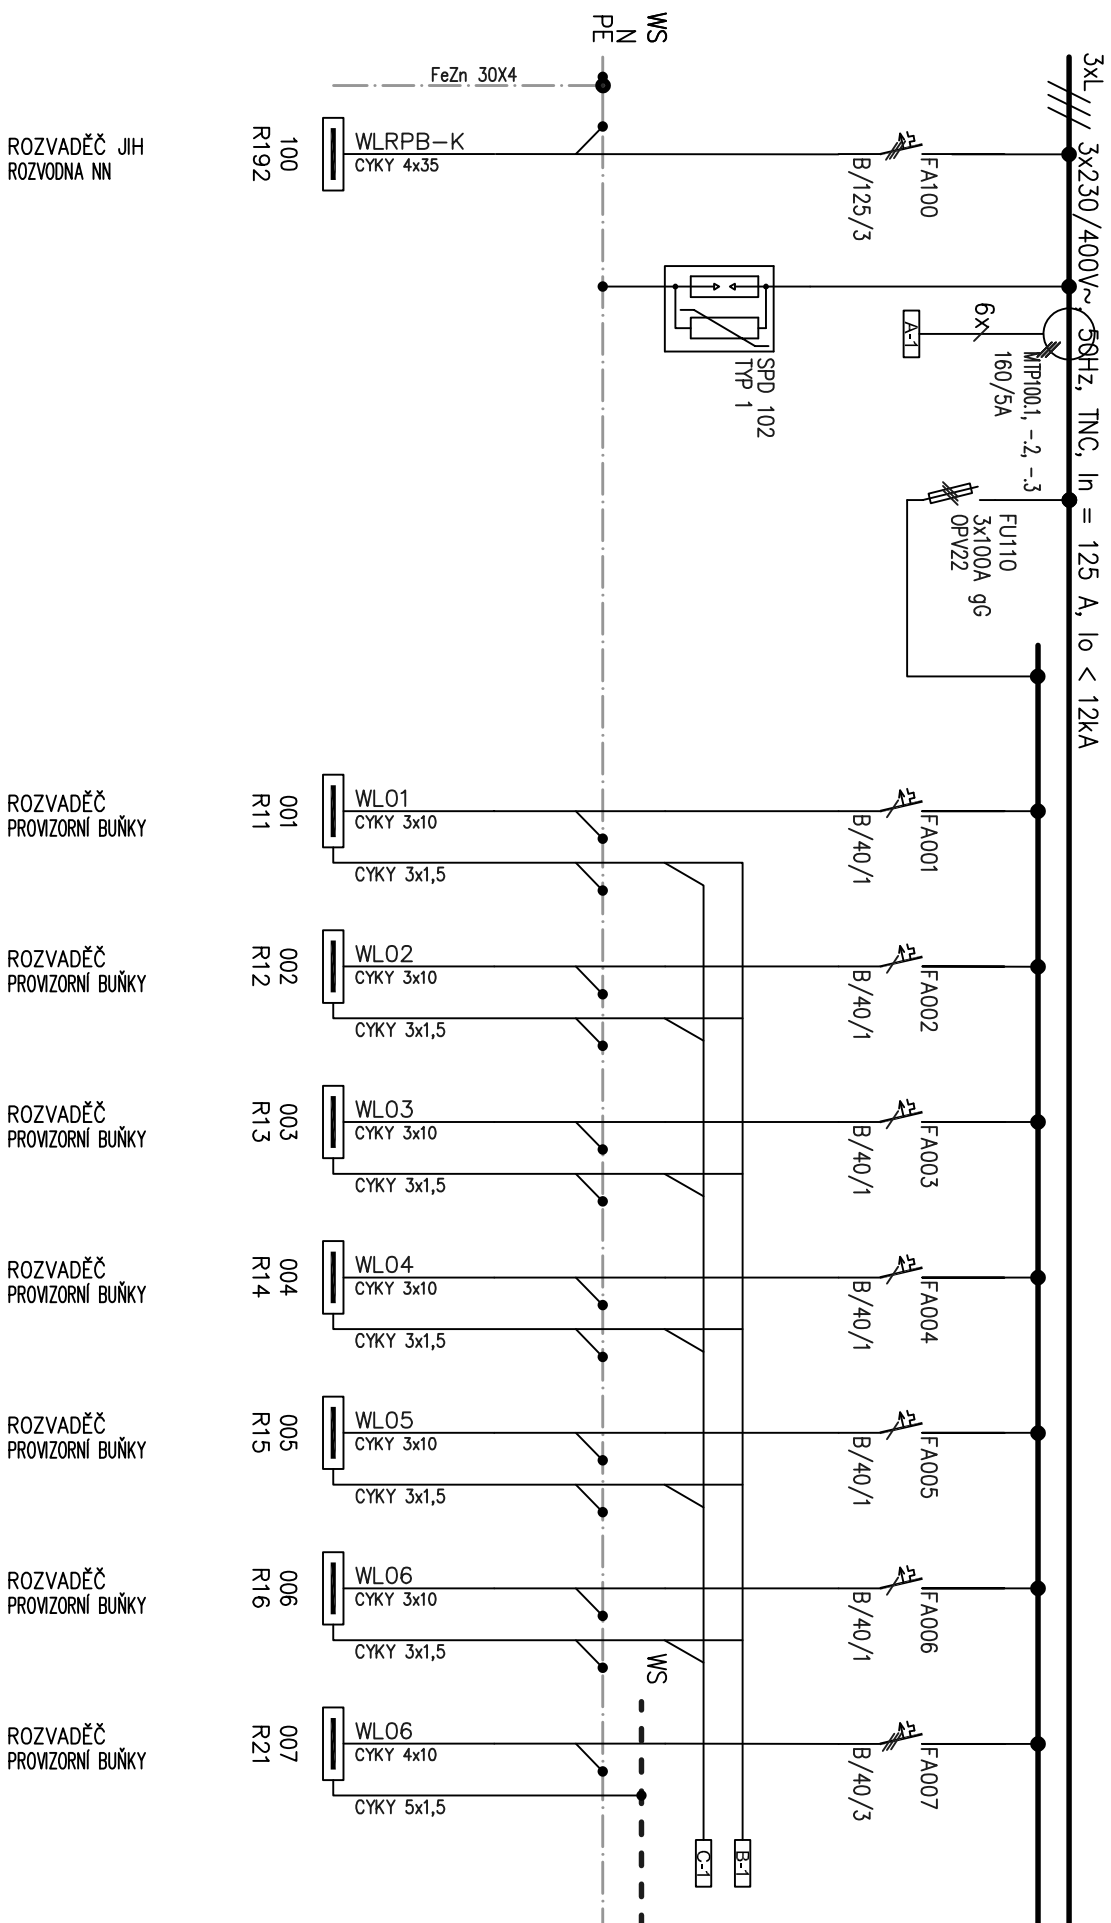 WS
N
PE
3xL
3x230/400V~, 50Hz, TNC, In = 125 A, Io < 12kA
FeZn 30X4
ROZVADĚČ JIH
ROZVODNA NN
100
R192
WLRPB-K
CYKY 4x35
FA100
B/125/3
SPD 102
TYP 1
6x
A-1
MTP100.1, -.2, -.3
160/5A
FU110
3x100A gG
OPV22
ROZVADĚČ
PROVIZORNÍ BUŇKY
001
R11
WL01
CYKY 3x10
CYKY 3x1,5
FA001
B/40/1
ROZVADĚČ
PROVIZORNÍ BUŇKY
002
R12
WL02
CYKY 3x10
CYKY 3x1,5
FA002
B/40/1
ROZVADĚČ
PROVIZORNÍ BUŇKY
003
R13
WL03
CYKY 3x10
CYKY 3x1,5
FA003
B/40/1
ROZVADĚČ
PROVIZORNÍ BUŇKY
004
R14
WL04
CYKY 3x10
CYKY 3x1,5
FA004
B/40/1
ROZVADĚČ
PROVIZORNÍ BUŇKY
005
R15
WL05
CYKY 3x10
CYKY 3x1,5
FA005
B/40/1
ROZVADĚČ
PROVIZORNÍ BUŇKY
006
R16
WL06
CYKY 3x10
CYKY 3x1,5
FA006
B/40/1
WS
ROZVADĚČ
PROVIZORNÍ BUŇKY
007
R21
WL06
CYKY 4x10
CYKY 5x1,5
FA007
B/40/3
C-1
B-1